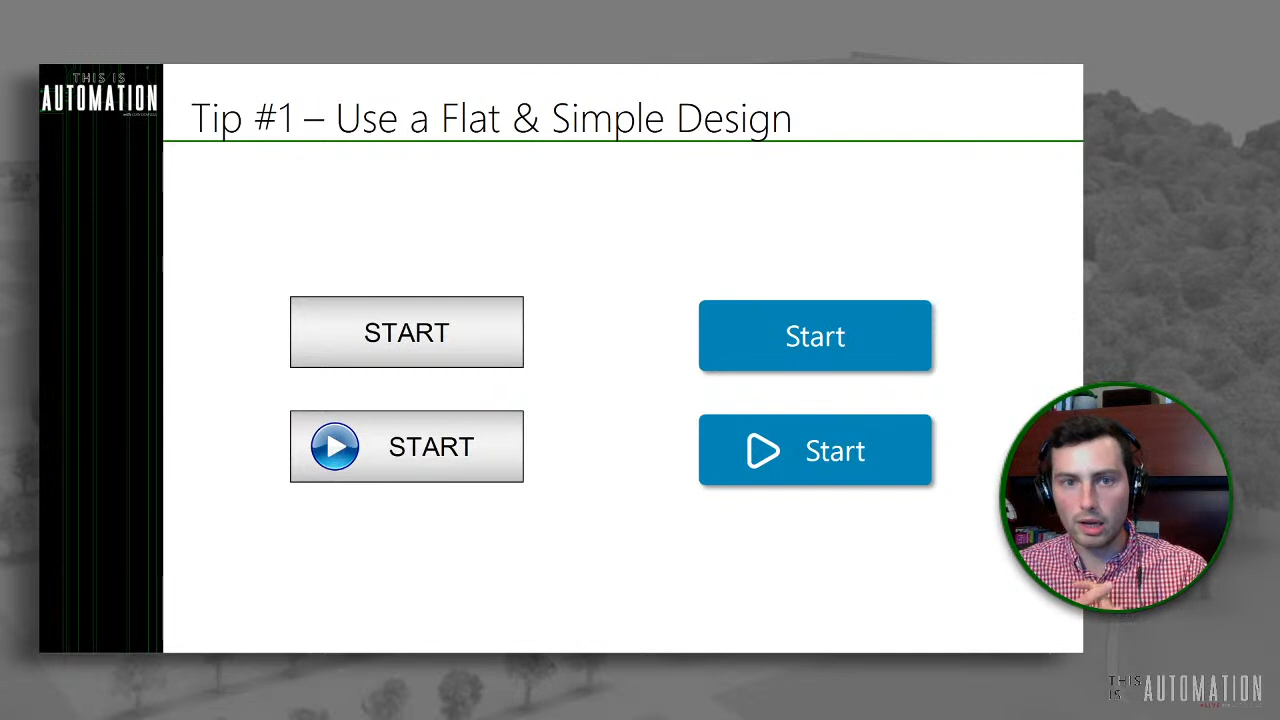 THIS IS
AUTOMATION
Tip #1 – Use a Flat & Simple Design
START
Start
START
Start
THIS
IS
AUTOMATION